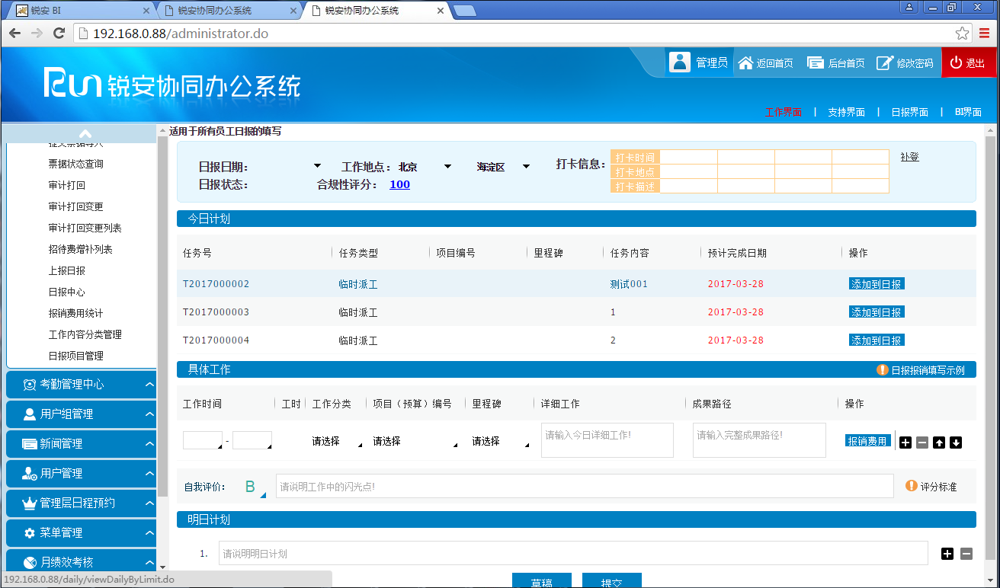 锐安 BI
锐安协同办公系统
锐安协同办公系统
192.168.0.88/administrator.do
Run 锐安协同办公系统
管理员 返回首页 后台首页 修改密码 退出
工作界面 | 支持界面 | 日报界面 | BI界面
提交票据导入
票据状态查询
审计打回
审计打回变更
审计打回变更列表
招待费增补列表
上报日报
日报中心
报销费用统计
工作内容分类管理
日报项目管理
考勤管理中心
用户组管理
新闻管理
用户管理
管理层日程预约
菜单管理
月绩效考核
适用于所有员工日报的填写
日报日期： 工作地点： 北京 海淀区 打卡信息： 打卡时间 补登
打卡地点
日报状态： 合规性评分： 100 打卡描述
今日计划
任务号 任务类型 项目编号 里程碑 任务内容 预计完成日期 操作
T2017000002 临时派工 测试001 2017-03-28 添加到日报
T2017000003 临时派工 1 2017-03-28 添加到日报
T2017000004 临时派工 2 2017-03-28 添加到日报
具体工作 日报报销填写示例
工作时间 工时 工作分类 项目（预算）编号 里程碑 详细工作 成果路径 操作
- 请选择 请选择 请选择 请输入今日详细工作! 请输入完整成果路径! 报销费用
自我评价： B 请说明工作中的闪光点! 评分标准
明日计划
1. 请说明明日计划
草稿 提交
192.168.0.88/daily/viewDailyByLimit.do